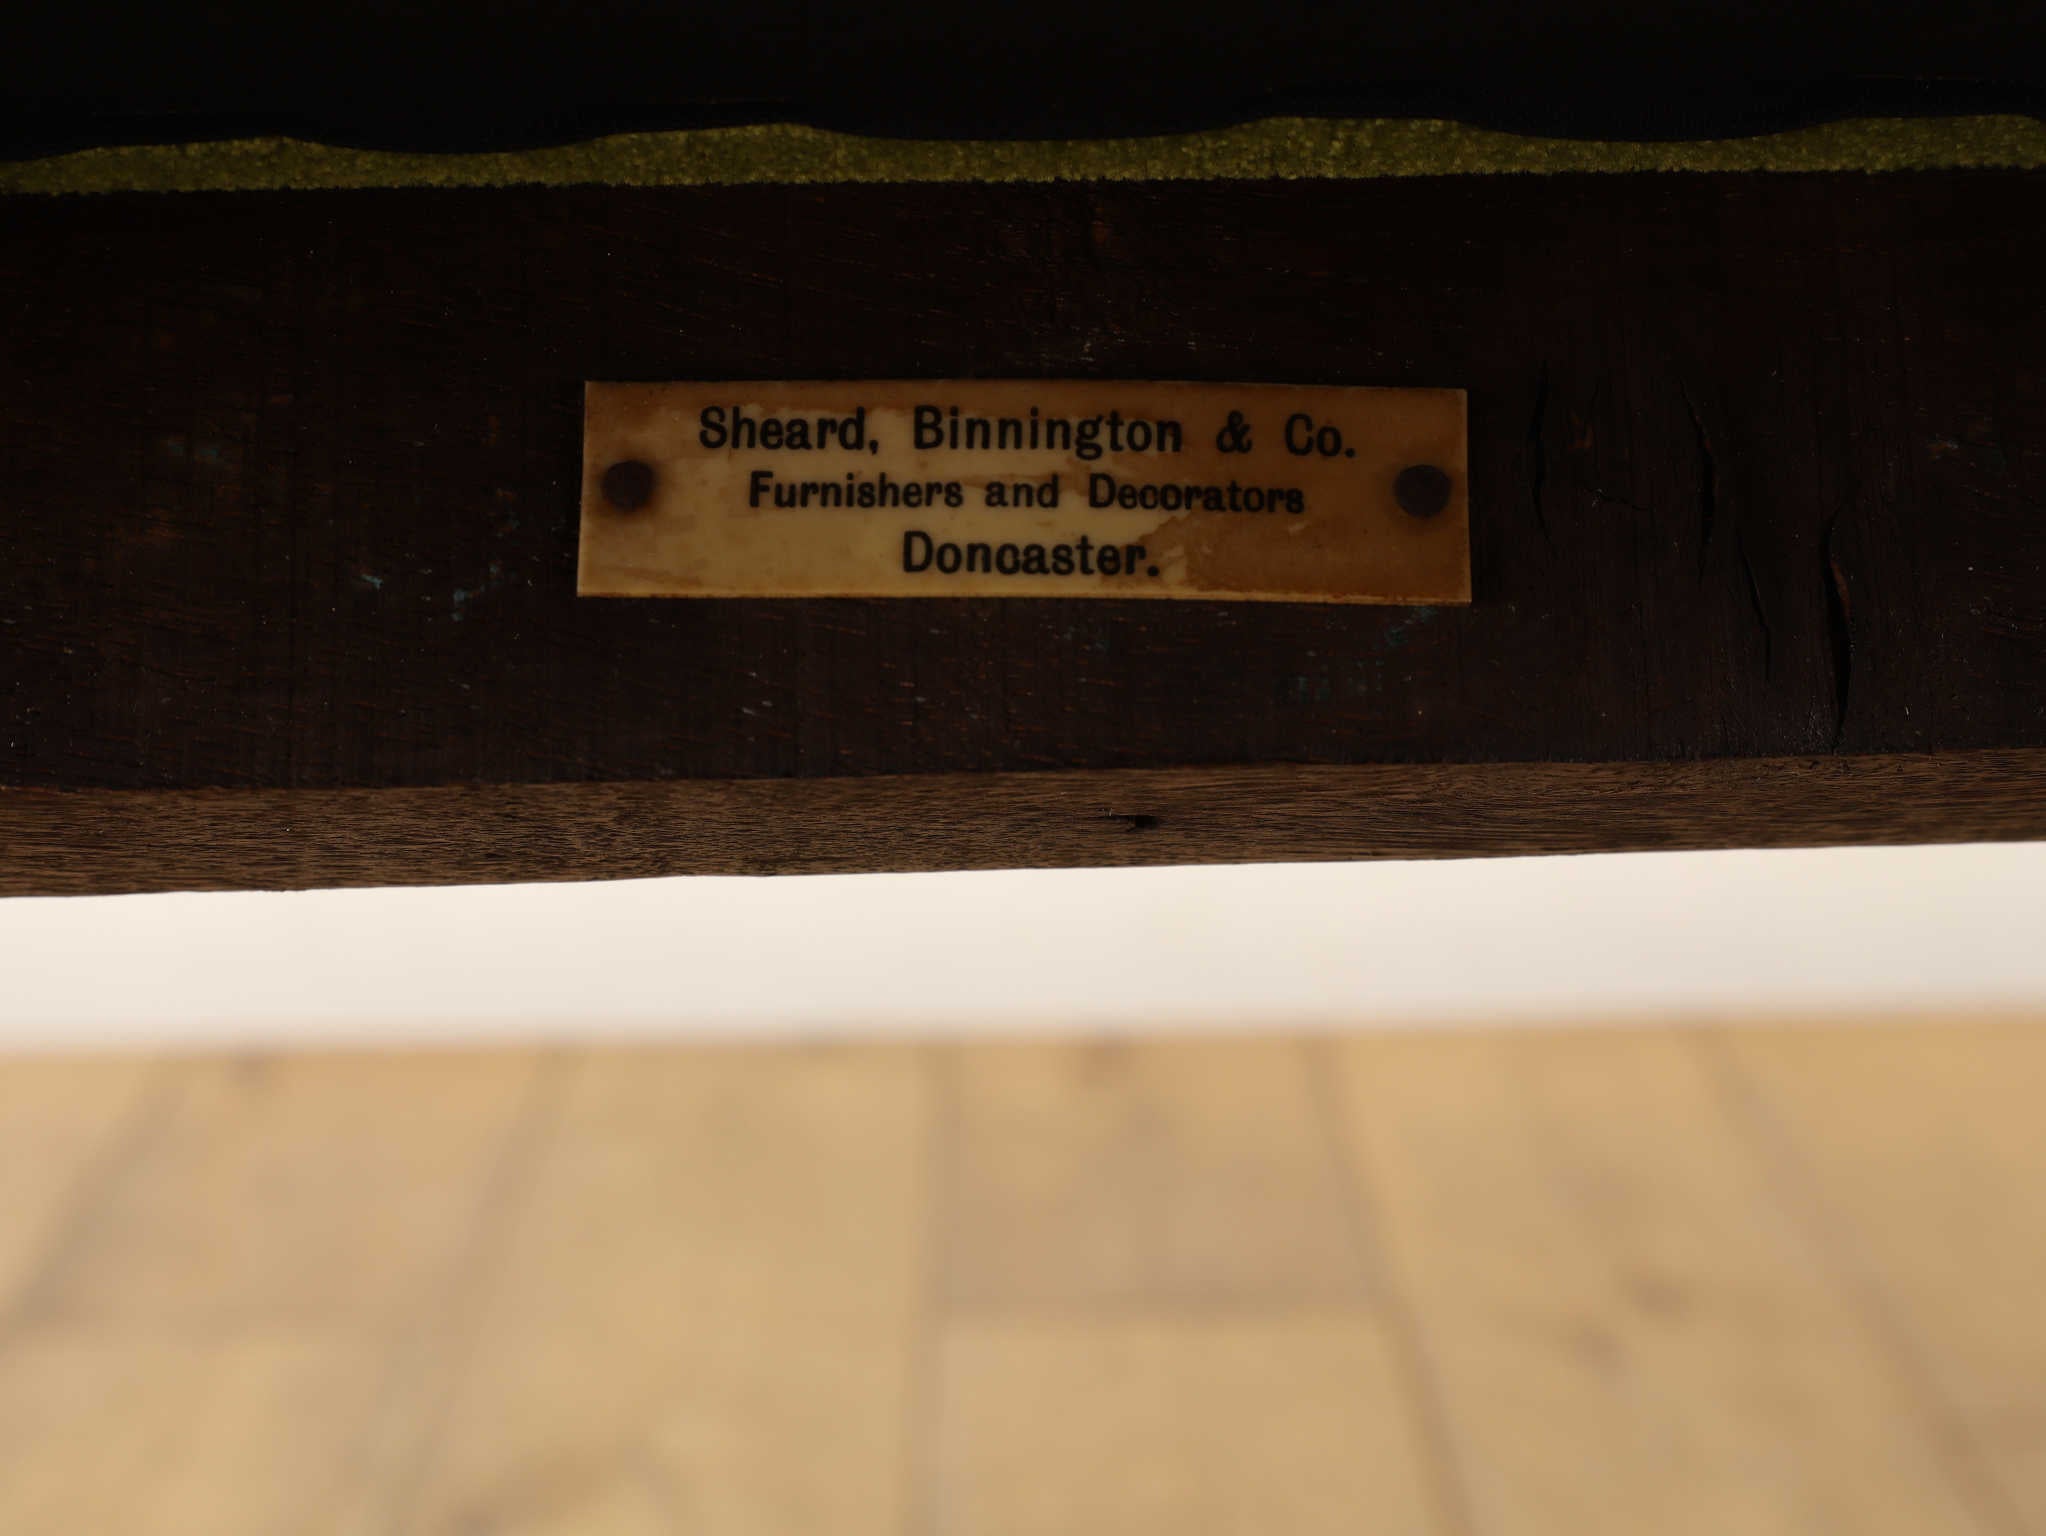 Sheard, Binnington & Co.
Furnishers and Decorators
Doncaster.